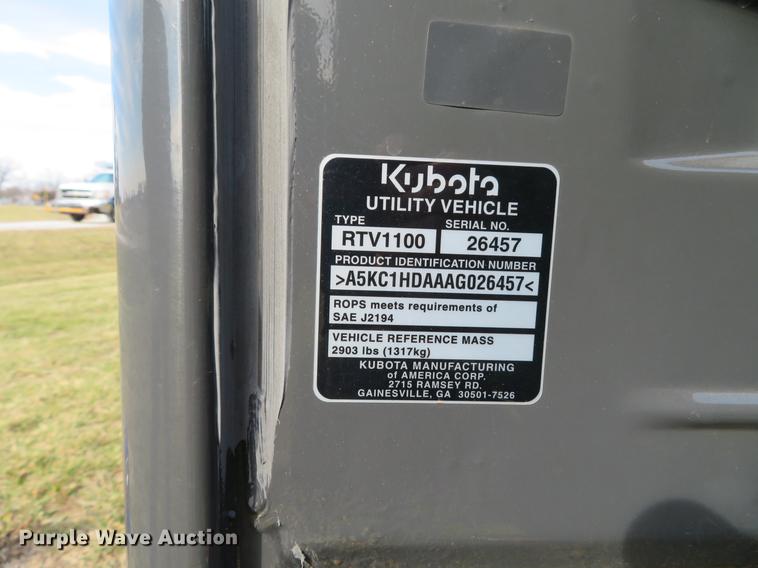 Kubota
UTILITY VEHICLE
TYPE SERIAL NO.
RTV1100 26457
PRODUCT IDENTIFICATION NUMBER
>A5KC1HDAAAG026457<
ROPS meets requirements of
SAE J2194
VEHICLE REFERENCE MASS
2903 lbs (1317kg)
KUBOTA MANUFACTURING
of AMERICA CORP.
2715 RAMSEY RD.
GAINESVILLE, GA 30501-7526
Purple Wave Auction